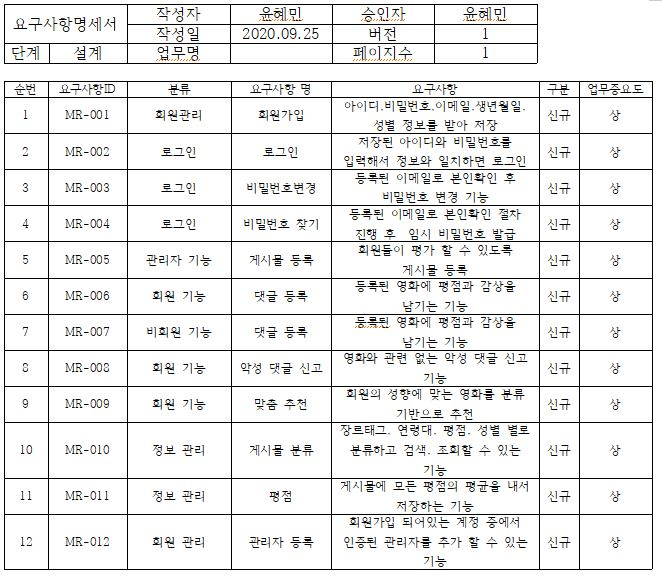 요구사항명세서 작성자 윤혜민 승인자 윤혜민
작성일 2020.09.25 버전 1
단계 설계 업무명 페이지수 1
순번 요구사항ID 분류 요구사항 명 요구사항 구분 업무중요도
1 MR-001 회원관리 회원가입 아이디,비밀번호,이메일,생년월일,
성별 정보를 받아 저장 신규 상
2 MR-002 로그인 로그인 저장된 아이디와 비밀번호를
입력해서 정보와 일치하면 로그인 신규 상
3 MR-003 로그인 비밀번호변경 등록된 이메일로 본인확인 후
비밀번호 변경 기능 신규 상
4 MR-004 로그인 비밀번호 찾기 등록된 이메일로 본인확인 절차
진행 후 임시 비밀번호 발급 신규 상
5 MR-005 관리자 기능 게시물 등록 회원들이 평가 할 수 있도록
게시물 등록 신규 상
6 MR-006 회원 기능 댓글 등록 등록된 영화에 평점과 감상을
남기는 기능 신규 상
7 MR-007 비회원 기능 댓글 등록 등록된 영화에 평점과 감상을
남기는 기능 신규 상
8 MR-008 회원 기능 악성 댓글 신고 영화와 관련 없는 악성 댓글 신고
기능 신규 상
9 MR-009 회원 기능 맞춤 추천 회원의 성향에 맞는 영화를 분류
기반으로 추천 신규 상
10 MR-010 정보 관리 게시물 분류 장르태그, 연령대, 평점, 성별 별로
분류하고 검색, 조회할 수 있는
기능 신규 상
11 MR-011 정보 관리 평점 게시물에 모든 평점의 평균을 내서
저장하는 기능 신규 상
12 MR-012 회원 관리 관리자 등록 회원가입 되어있는 계정 중에서
인증된 관리자를 추가 할 수 있는
기능 신규 상